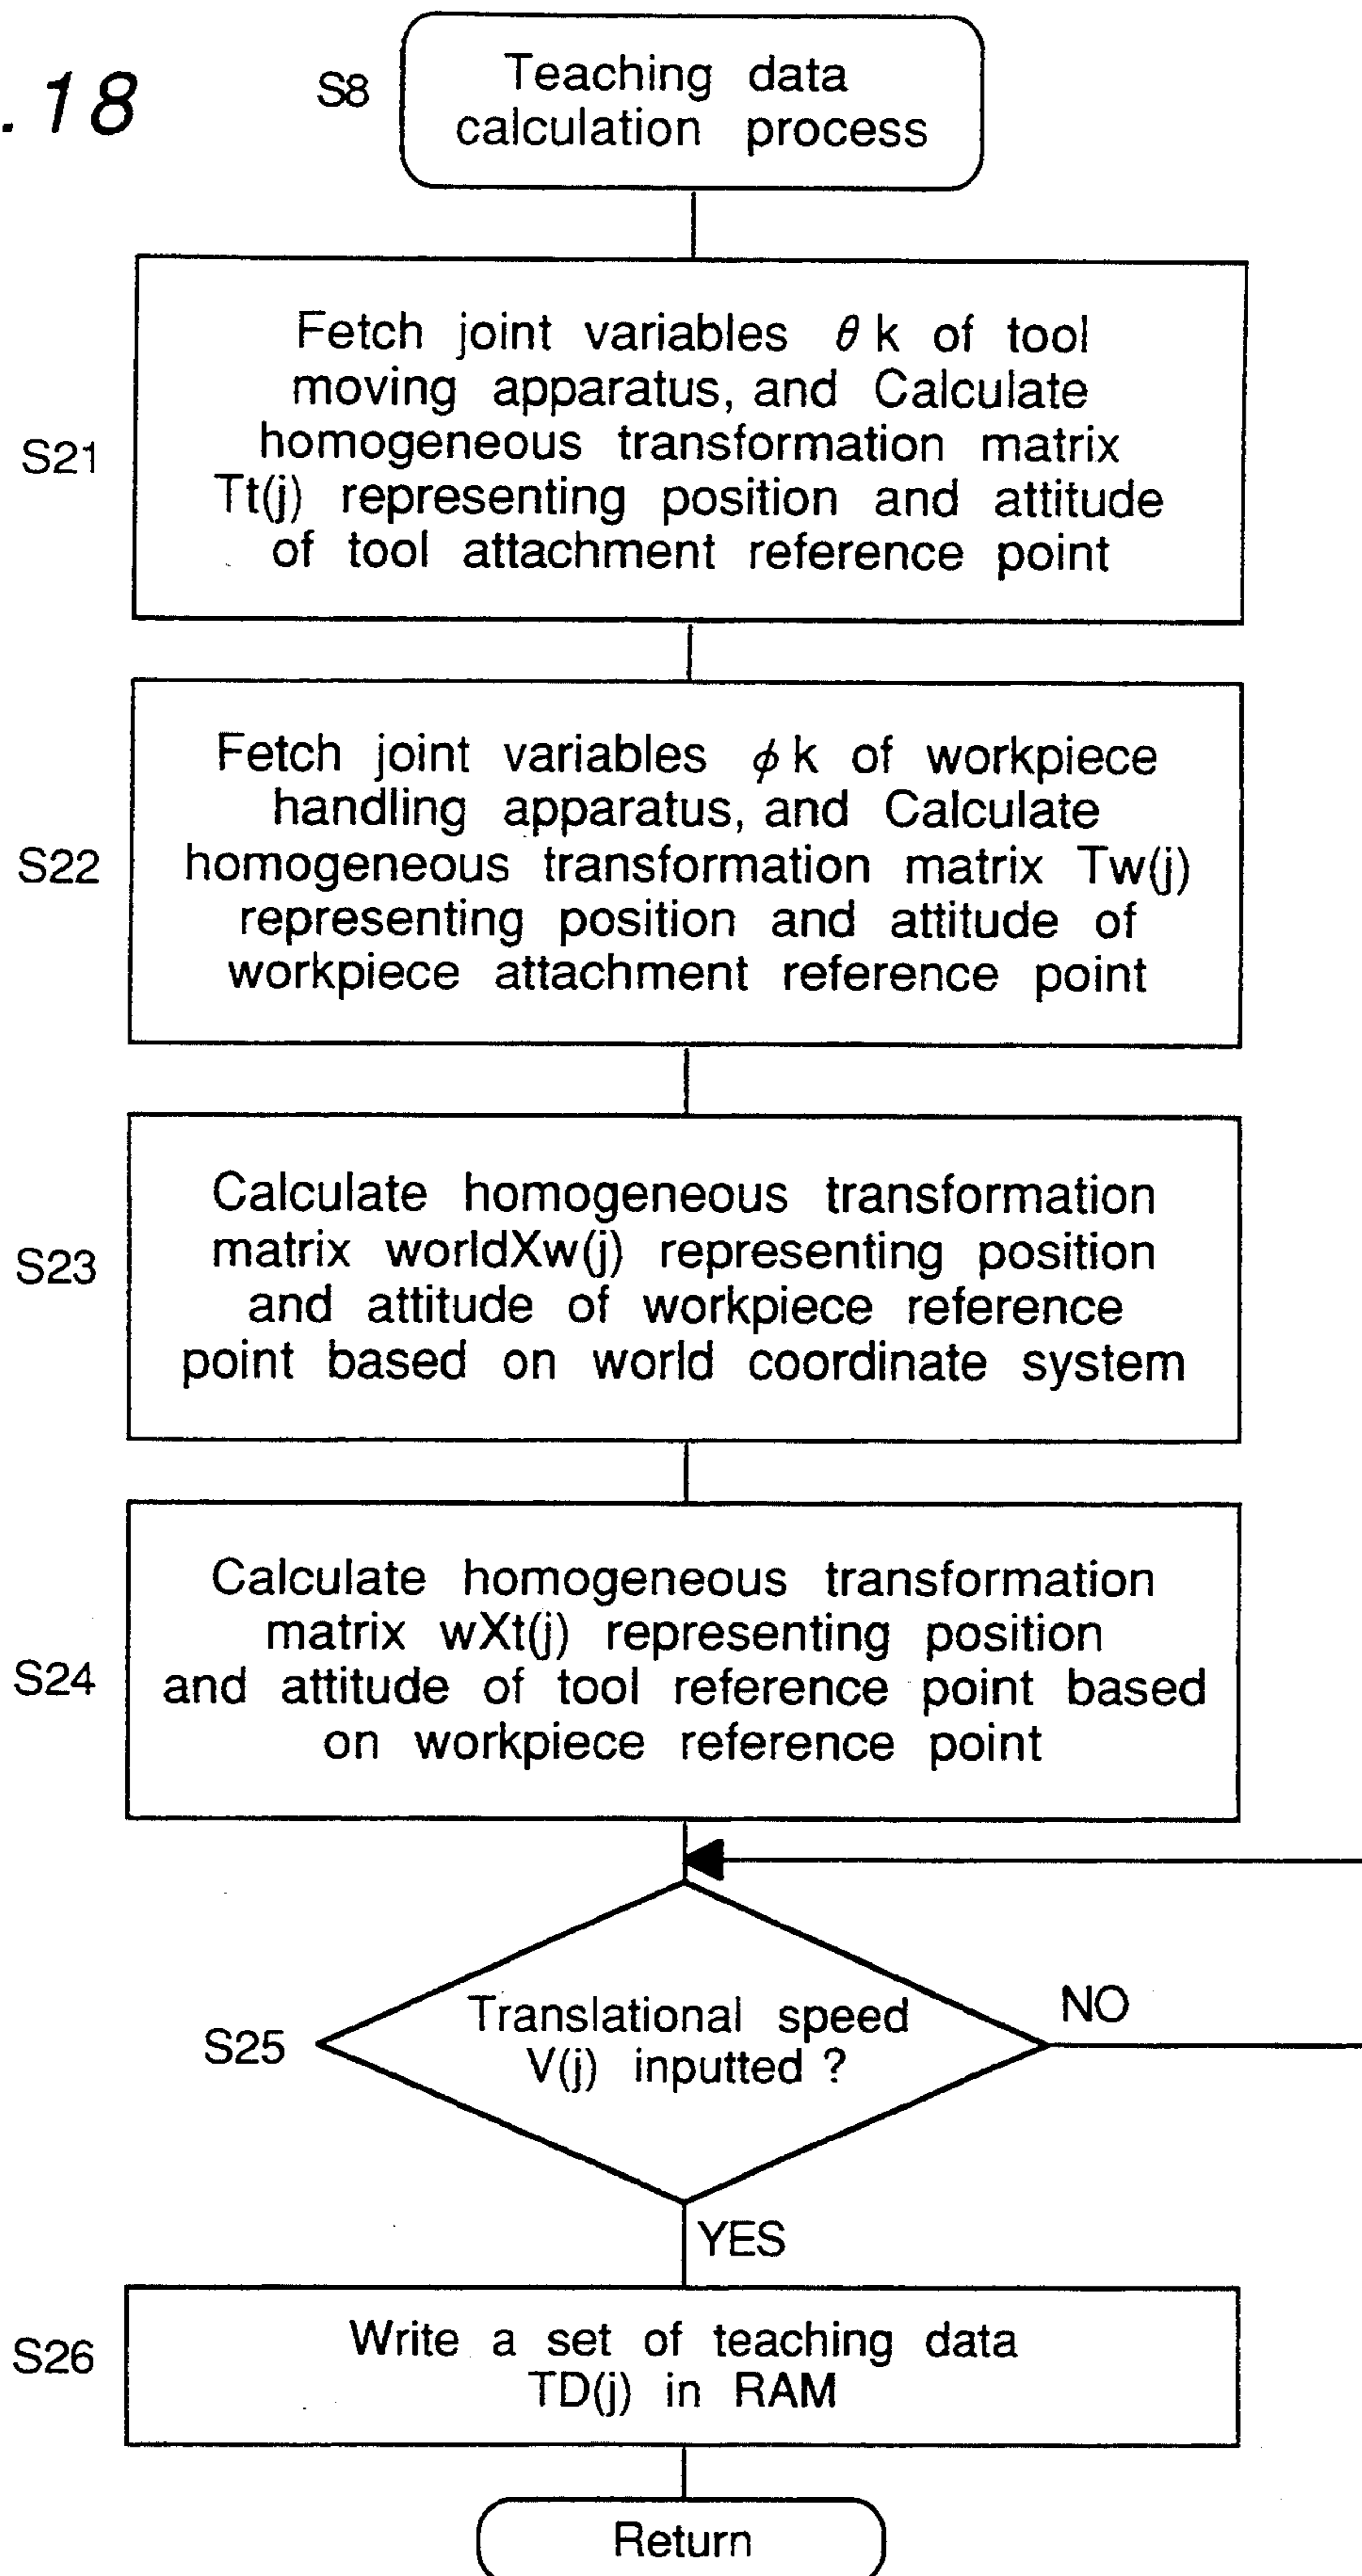 .18
S8
Teaching data
calculation process
S21
Fetch joint variables θk of tool
moving apparatus, and Calculate
homogeneous transformation matrix
Tt(j) representing position and attitude
of tool attachment reference point
S22
Fetch joint variables ϕk of workpiece
handling apparatus, and Calculate
homogeneous transformation matrix Tw(j)
representing position and attitude of
workpiece attachment reference point
S23
Calculate homogeneous transformation
matrix worldXw(j) representing position
and attitude of workpiece reference
point based on world coordinate system
S24
Calculate homogeneous transformation
matrix wXt(j) representing position
and attitude of tool reference point based
on workpiece reference point
S25
Translational speed
V(j) inputted ?
NO
YES
S26
Write a set of teaching data
TD(j) in RAM
Return